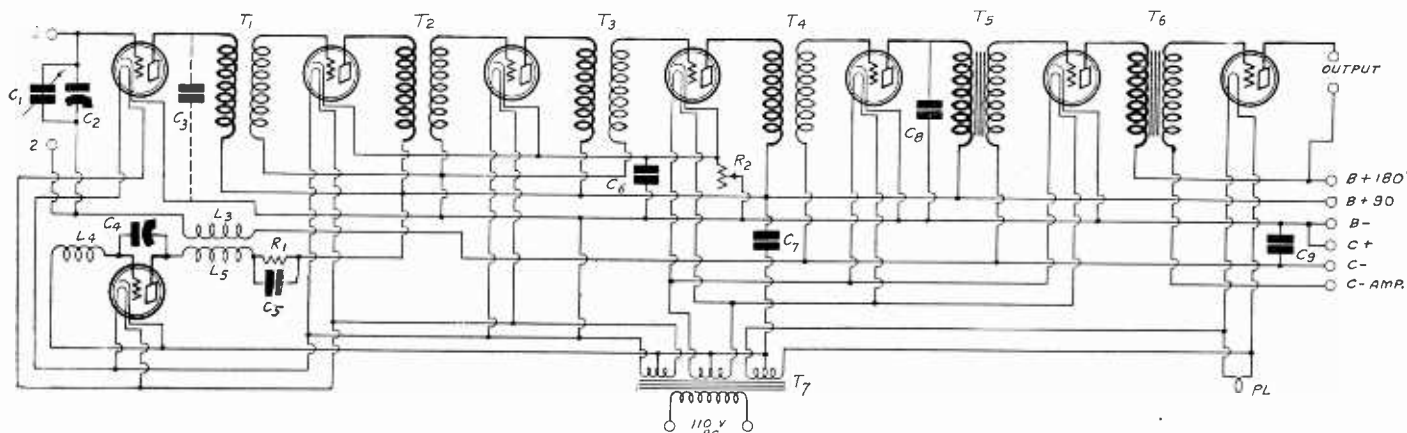 T1 T2 T3 T4 T5 T6
C1
C2
C3
C8
OUTPUT
2
R2
C6
B+180
B+90
B-
C+
C-
C-AMP.
C4
L3
L4
R1
L5
C5
C7
C9
T7
PL
110 V